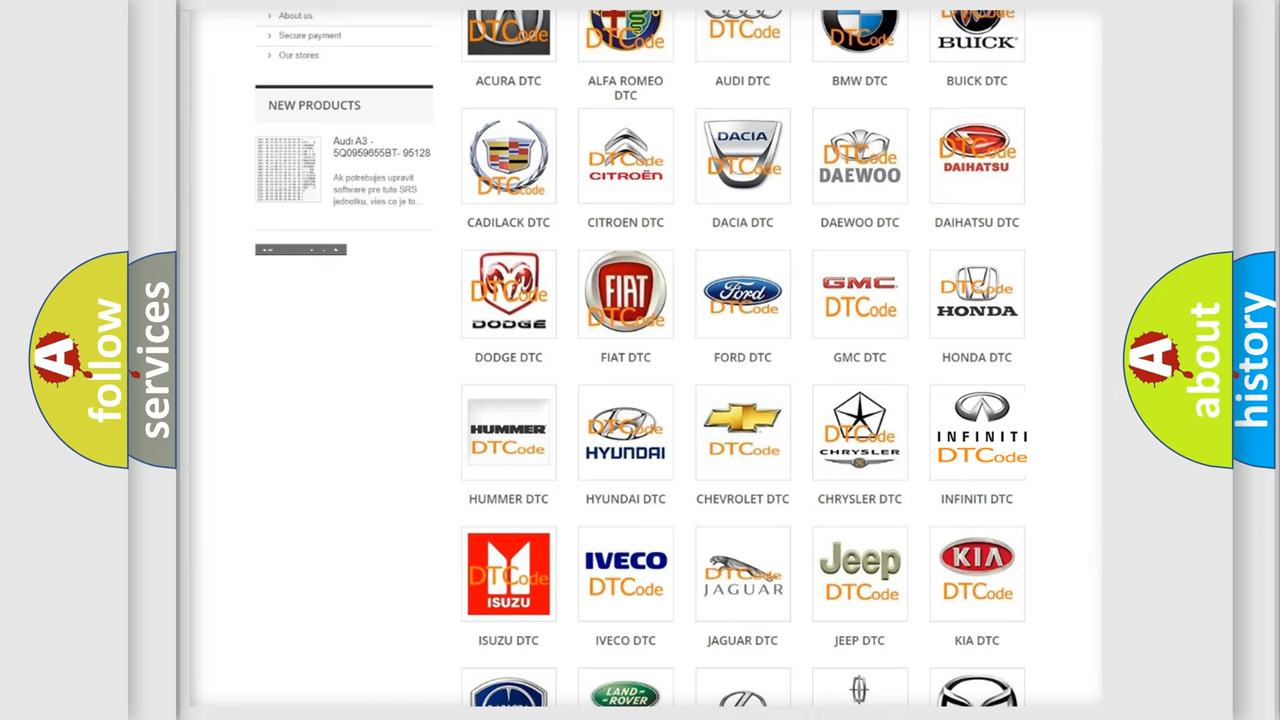 About us
Secure payment
Our stores
NEW PRODUCTS
Audi A3 -
5Q0959655BT- 95128
Ak potrebujes upravit
software pre tuto SRS
jednotku, vies co je to...
DTCode
DTCode
DTCode
DTCode
BUICK
ACURA DTC
ALFA ROMEO
DTC
AUDI DTC
BMW DTC
BUICK DTC
DTCode
DTCode
CITROËN
DACIA
DTCode
DTCode
DAEWOO
DTCode
DAIHATSU
CADILACK DTC
CITROEN DTC
DACIA DTC
DAEWOO DTC
DAIHATSU DTC
DTCode
DODGE
FIAT
DTCode
Ford
DTCode
GMC
DTCode
DTCode
HONDA
DODGE DTC
FIAT DTC
FORD DTC
GMC DTC
HONDA DTC
HUMMER
DTCode
DTCode
HYUNDAI
DTCode
DTCode
CHRYSLER
INFINITI
DTCode
HUMMER DTC
HYUNDAI DTC
CHEVROLET DTC
CHRYSLER DTC
INFINITI DTC
DTCode
ISUZU
IVECO
DTCode
DTCode
JAGUAR
Jeep
DTCode
KIA
DTCode
ISUZU DTC
IVECO DTC
JAGUAR DTC
JEEP DTC
KIA DTC
LAND-
ROVER
A
follow
services
A
about
history